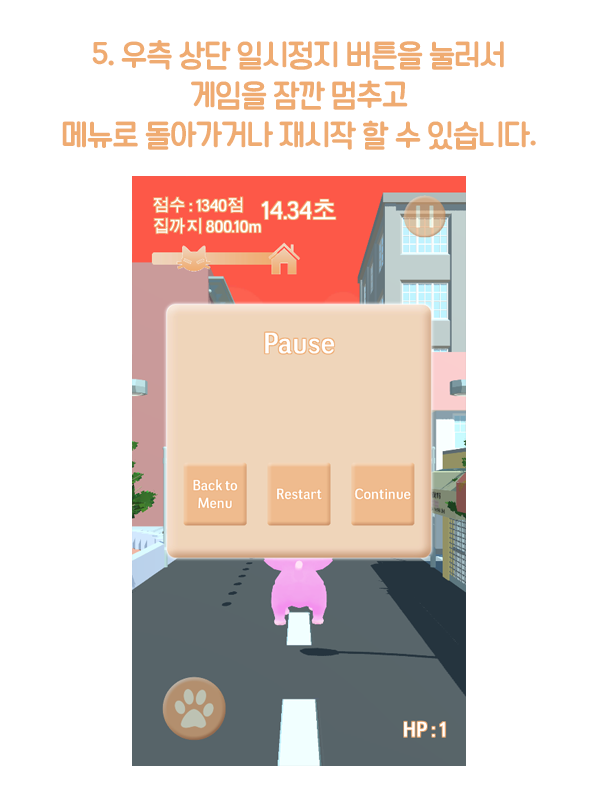 5. 우측 상단 일시정지 버튼을 눌러서
게임을 잠깐 멈추고
메뉴로 돌아가거나 재시작 할 수 있습니다.
점수 : 1340점
14.34초
집까지 800.10m
Pause
Back to
Menu
Restart
Continue
HP : 1